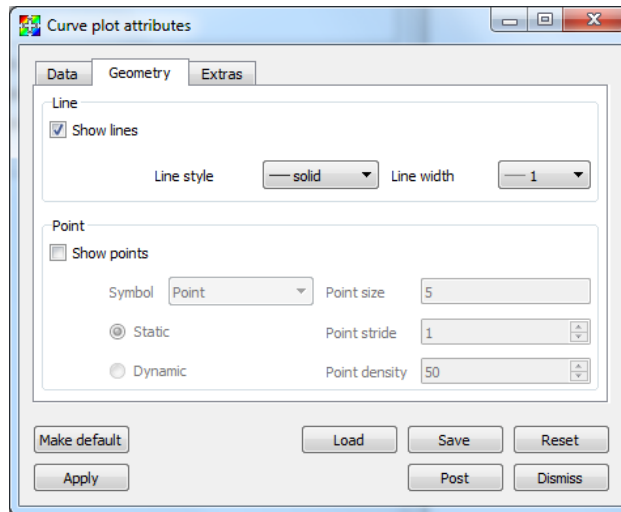 Curve plot attributes
Data Geometry Extras
Line
Show lines
Line style solid Line width 1
Point
Show points
Symbol Point Point size 5
Static Point stride 1
Dynamic Point density 50
Make default Load Save Reset
Apply Post Dismiss